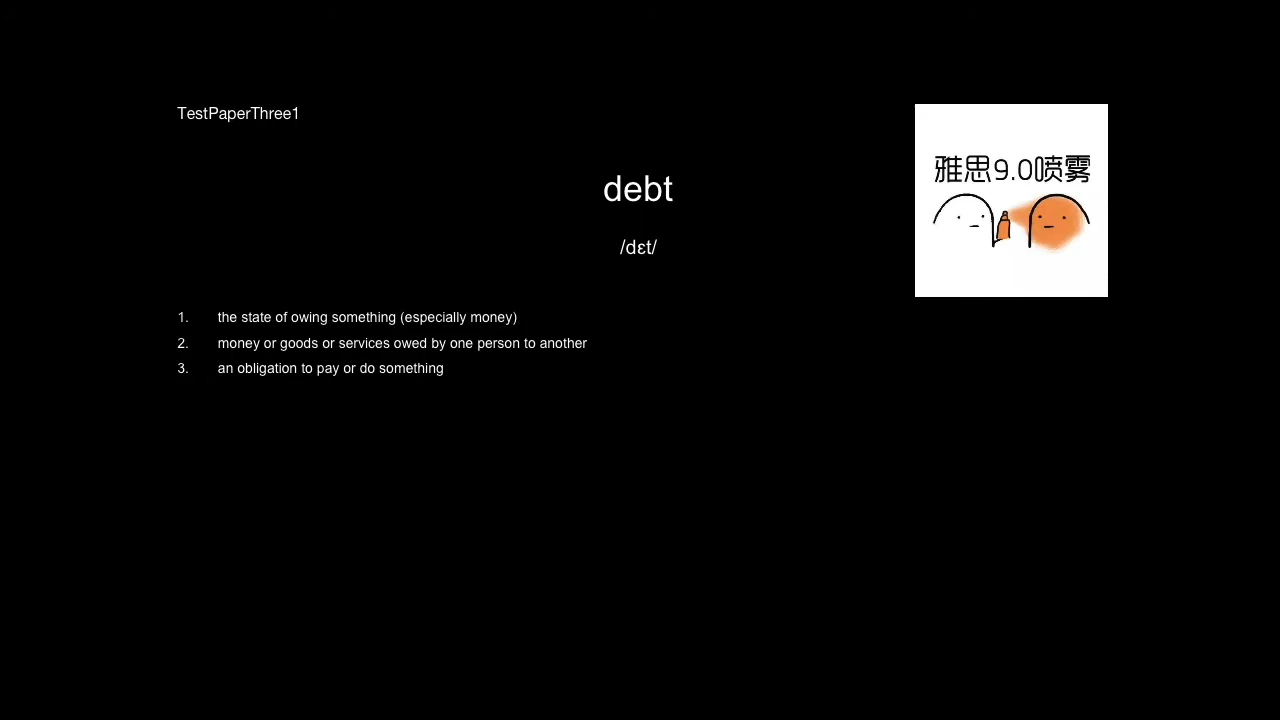 TestPaperThree1
雅思9.0喷雾
debt
/dɛt/
1. the state of owing something (especially money)
2. money or goods or services owed by one person to another
3. an obligation to pay or do something